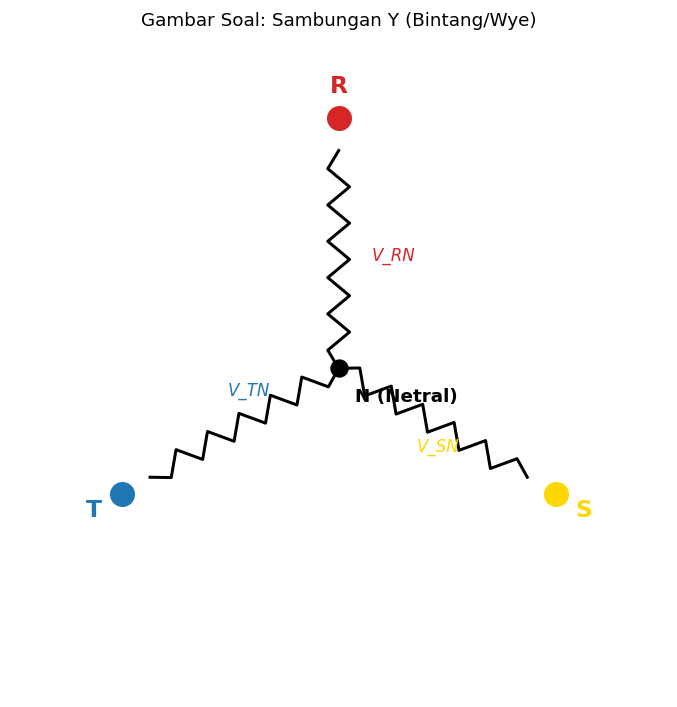 Gambar Soal: Sambungan Y (Bintang/Wye)
R
V_RN
V_TN
N (Netral)
V_SN
T
S